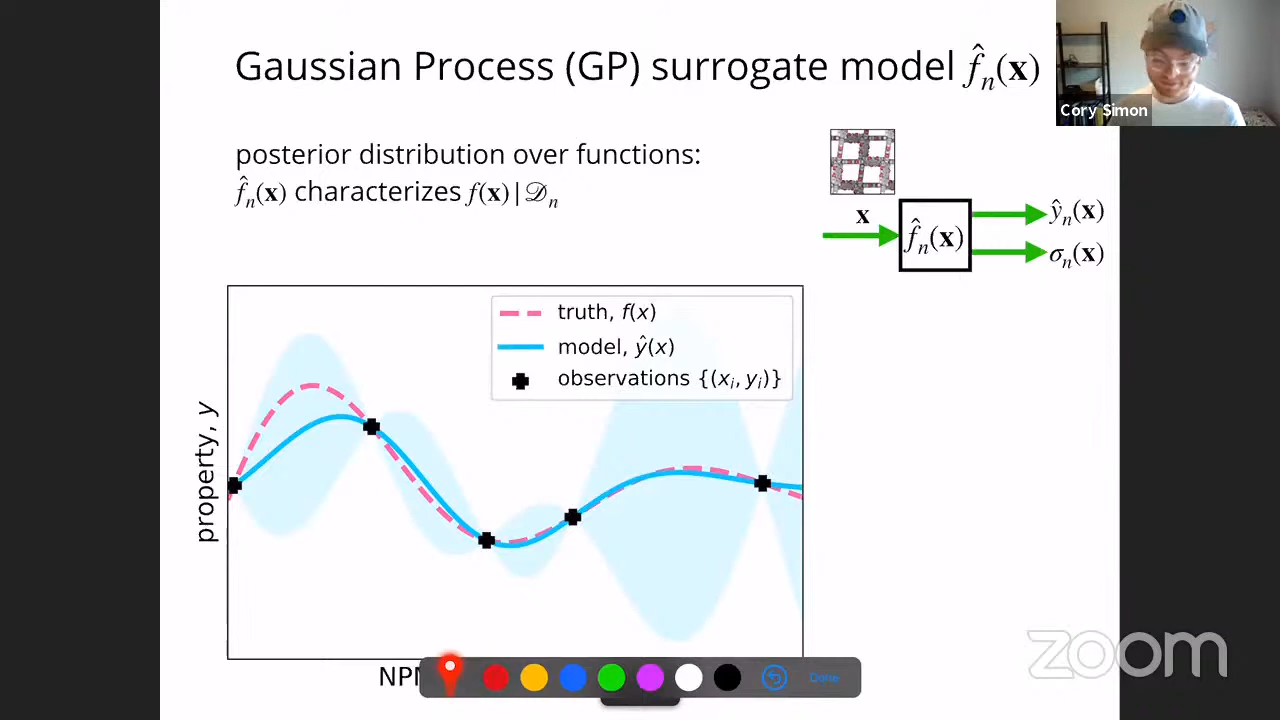 Gaussian Process (GP) surrogate model f̂ₙ(𝐱)
Cory Simon
posterior distribution over functions:
f̂ₙ(𝐱) characterizes f(𝐱) | 𝒟ₙ
𝐱
f̂ₙ(𝐱)
ŷₙ(𝐱)
σₙ(𝐱)
truth, f(x)
model, ŷ(x)
observations {(xᵢ, yᵢ)}
property, y
NPM
Done
zoom